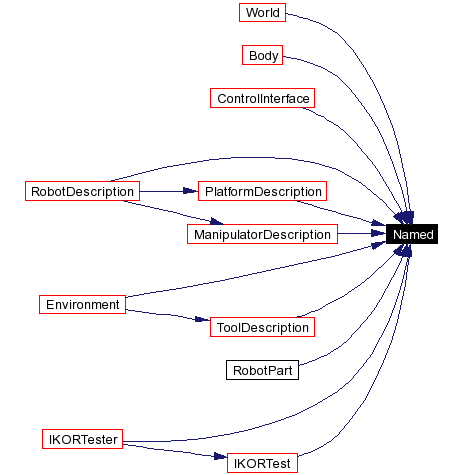 World
Body
ControlInterface
RobotDescription
PlatformDescription
ManipulatorDescription
Named
Environment
ToolDescription
RobotPart
IKORTester
IKORTest